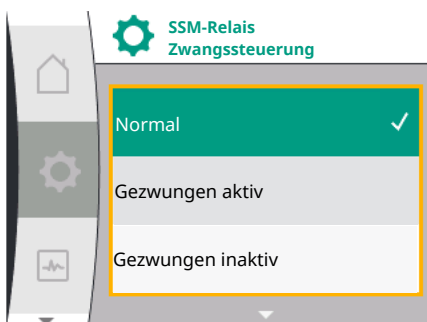 SSM-Relais
Zwangssteuerung
Normal
Gezwungen aktiv
Gezwungen inaktiv